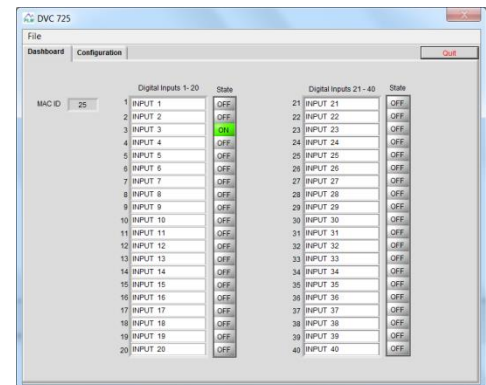 DVC 725
File
Dashboard Configuration Quit
Digital Inputs 1- 20 State Digital Inputs 21 - 40 State
MAC ID 25
1 INPUT 1 OFF 21 INPUT 21 OFF
2 INPUT 2 OFF 22 INPUT 22 OFF
3 INPUT 3 ON 23 INPUT 23 OFF
4 INPUT 4 OFF 24 INPUT 24 OFF
5 INPUT 5 OFF 25 INPUT 25 OFF
6 INPUT 6 OFF 26 INPUT 26 OFF
7 INPUT 7 OFF 27 INPUT 27 OFF
8 INPUT 8 OFF 28 INPUT 28 OFF
9 INPUT 9 OFF 29 INPUT 29 OFF
10 INPUT 10 OFF 30 INPUT 30 OFF
11 INPUT 11 OFF 31 INPUT 31 OFF
12 INPUT 12 OFF 32 INPUT 32 OFF
13 INPUT 13 OFF 33 INPUT 33 OFF
14 INPUT 14 OFF 34 INPUT 34 OFF
15 INPUT 15 OFF 35 INPUT 35 OFF
16 INPUT 16 OFF 36 INPUT 36 OFF
17 INPUT 17 OFF 37 INPUT 37 OFF
18 INPUT 18 OFF 38 INPUT 38 OFF
19 INPUT 19 OFF 39 INPUT 39 OFF
20 INPUT 20 OFF 40 INPUT 40 OFF